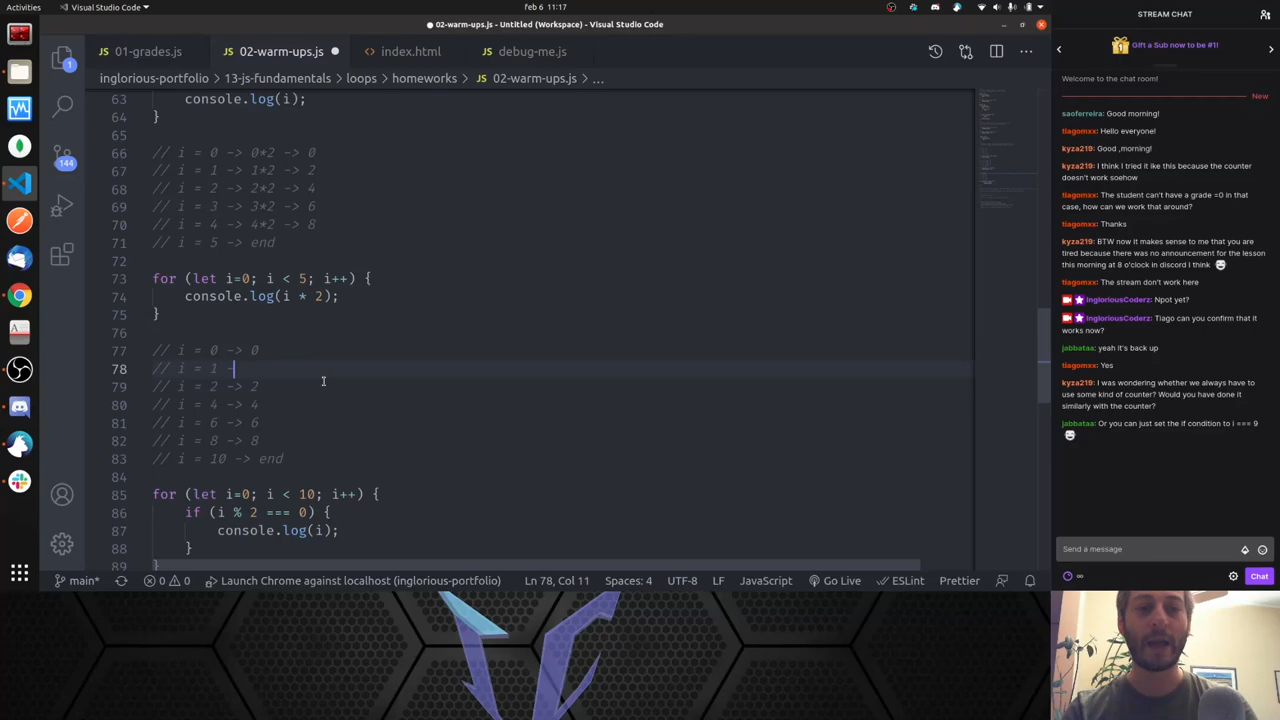 Activities
Visual Studio Code
feb 6 11:17
02-warm-ups.js - Untitled (Workspace) - Visual Studio Code
01-grades.js
02-warm-ups.js
index.html
debug-me.js
inglorious-portfolio > 13-js-fundamentals > loops > homeworks > 02-warm-ups.js > ...
63 console.log(i);
64 }
65
66 // i = 0 -> 0*2 -> 0
67 // i = 1 -> 1*2 -> 2
68 // i = 2 -> 2*2 -> 4
69 // i = 3 -> 3*2 -> 6
70 // i = 4 -> 4*2 -> 8
71 // i = 5 -> end
72
73 for (let i=0; i < 5; i++) {
74 console.log(i * 2);
75 }
76
77 // i = 0 -> 0
78 // i = 1 -
79 // i = 2 -> 2
80 // i = 4 -> 4
81 // i = 6 -> 6
82 // i = 8 -> 8
83 // i = 10 -> end
84
85 for (let i=0; i < 10; i++) {
86 if (i % 2 === 0) {
87 console.log(i);
88 }
89 }
144
main*
0 0
Launch Chrome against localhost (inglorious-portfolio)
Ln 78, Col 11
Spaces: 4
UTF-8
LF
JavaScript
Go Live
ESLint
Prettier
STREAM CHAT
Gift a Sub now to be #1!
Welcome to the chat room!
New
saoferreira: Good morning!
tiagomxx: Hello everyone!
kyza219: Good ,morning!
kyza219: I think I tried it ike this because the counter
doesn't work soehow
tiagomxx: The student can't have a grade =0 in that
case, how can we work that around?
tiagomxx: Thanks
kyza219: BTW now it makes sense to me that you are
tired because there was no announcement for the lesson
this morning at 8 o'clock in discord I think
tiagomxx: The stream don't work here
ingloriousCoderz: Npot yet?
ingloriousCoderz: Tiago can you confirm that it
works now?
jabbataa: yeah it's back up
tiagomxx: Yes
kyza219: I was wondering whether we always have to
use some kind of counter? Would you have done it
similarly with the counter?
jabbataa: Or you can just set the if condition to i === 9
Send a message
∞
Chat